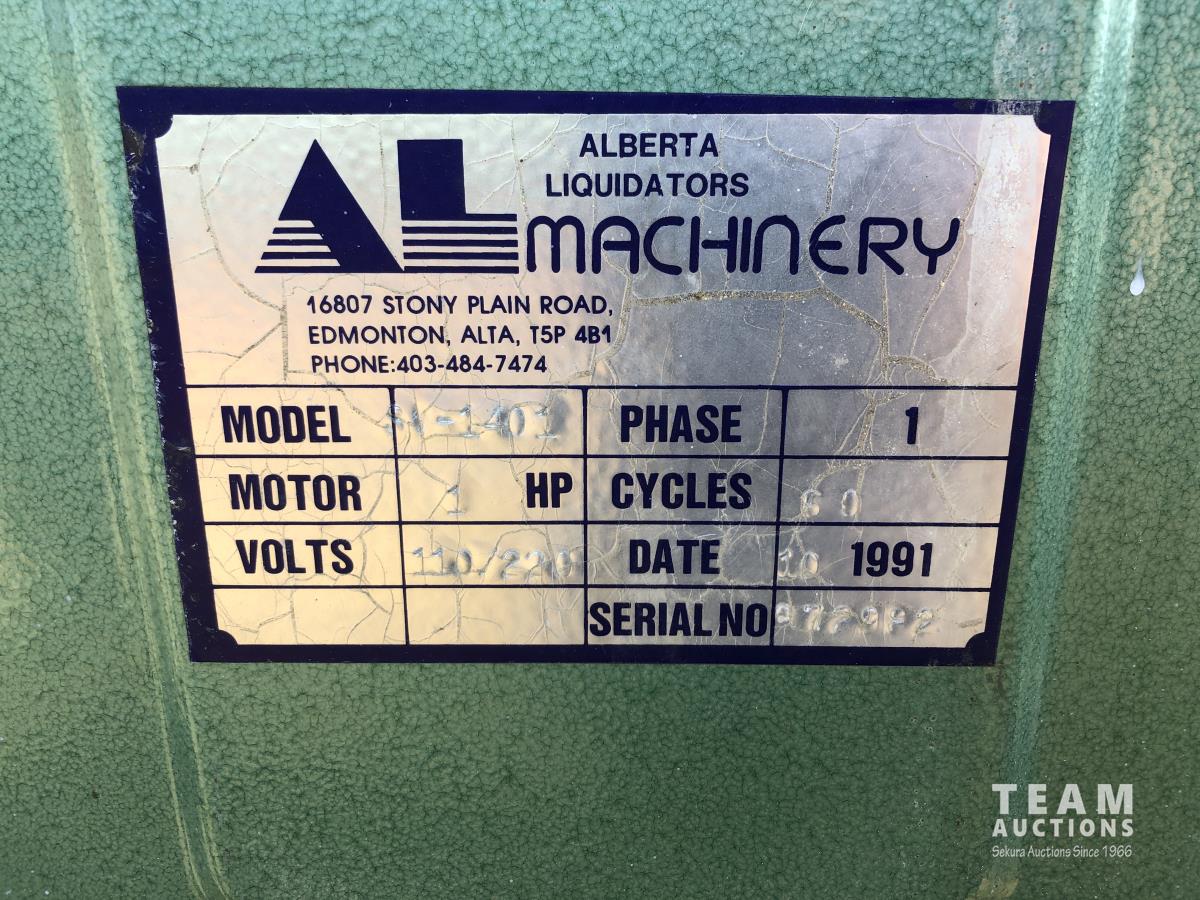 AL
ALBERTA
LIQUIDATORS
MACHINERY
16807 STONY PLAIN ROAD,
EDMONTON, ALTA, T5P 4B1
PHONE:403-484-7474
MODEL PHASE 1
MOTOR 1 HP CYCLES 60
VOLTS 110/220 DATE 10 1991
SERIAL NO
TEAM
AUCTIONS
Sekura Auctions Since 1966